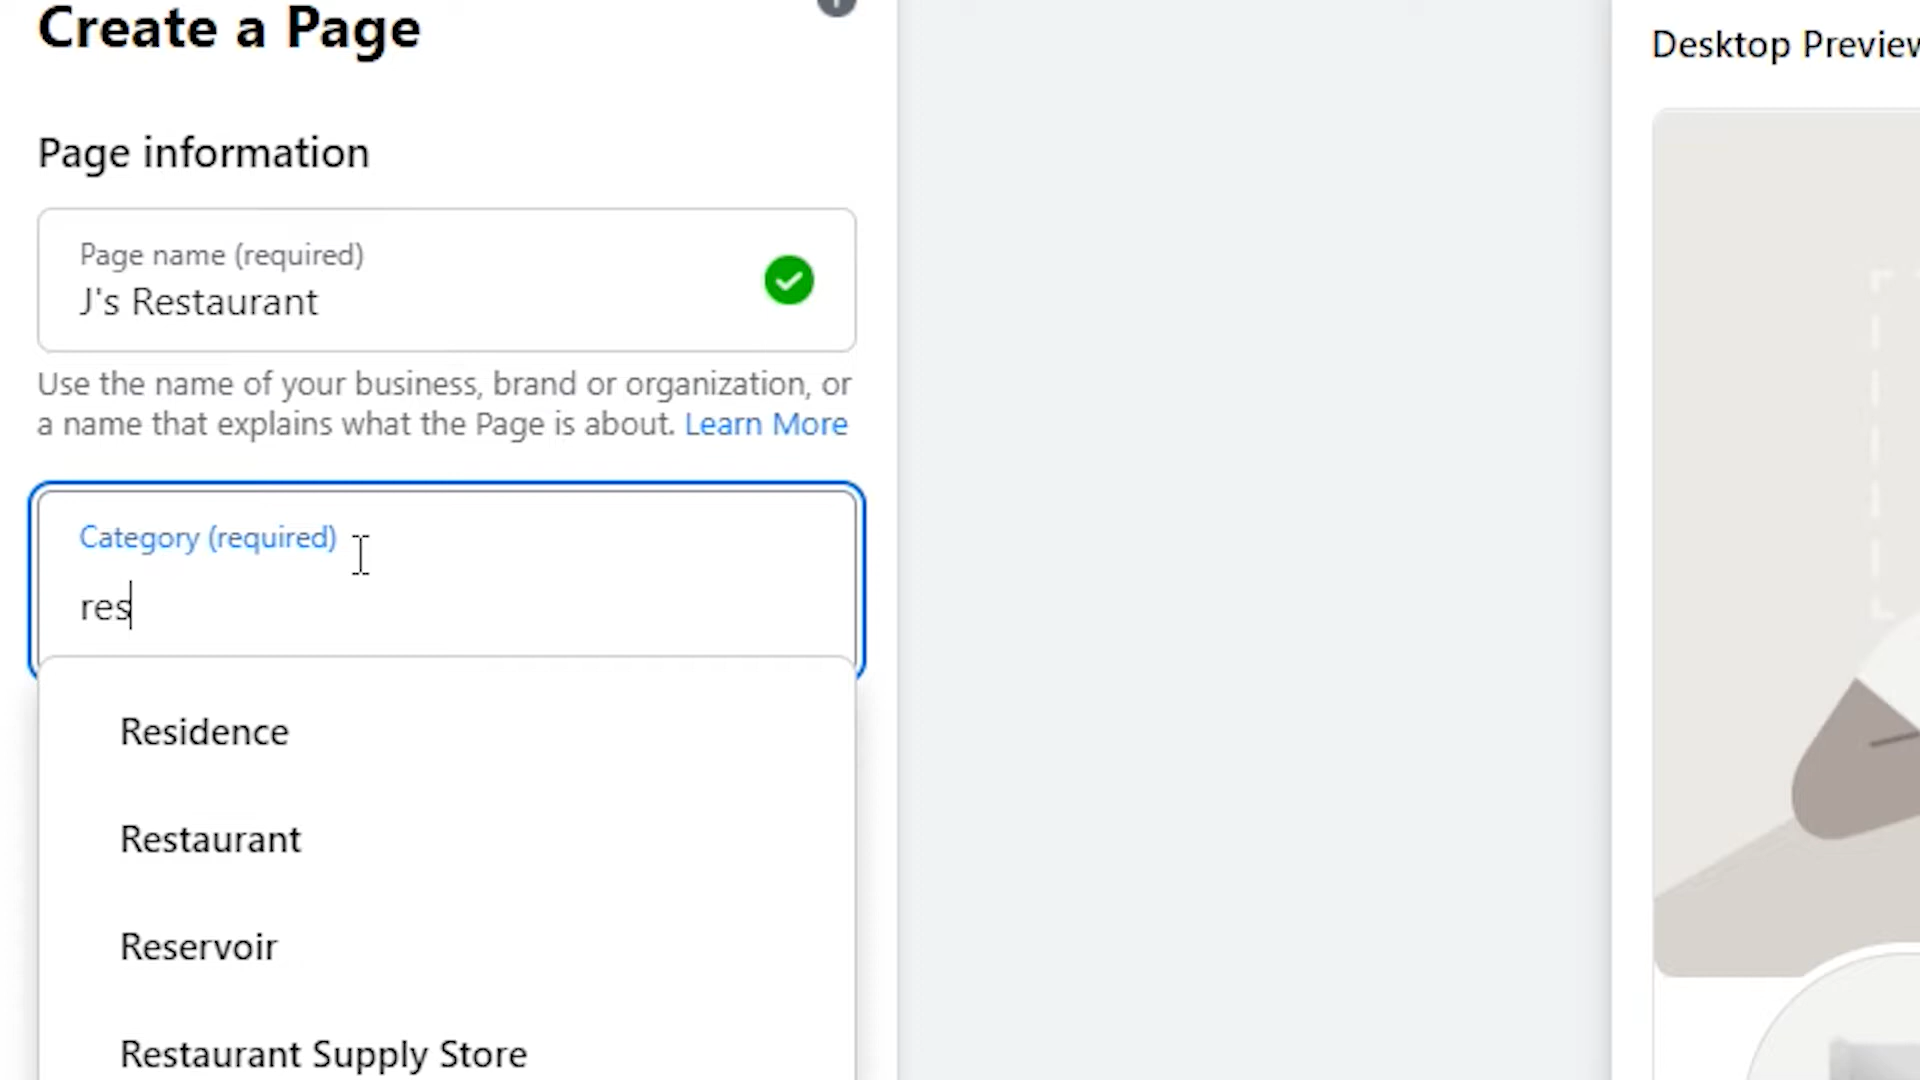 Create a Page
Desktop Preview
Page information
Page name (required)
J's Restaurant
Use the name of your business, brand or organization, or
a name that explains what the Page is about. Learn More
Category (required)
res
Residence
Restaurant
Reservoir
Restaurant Supply Store